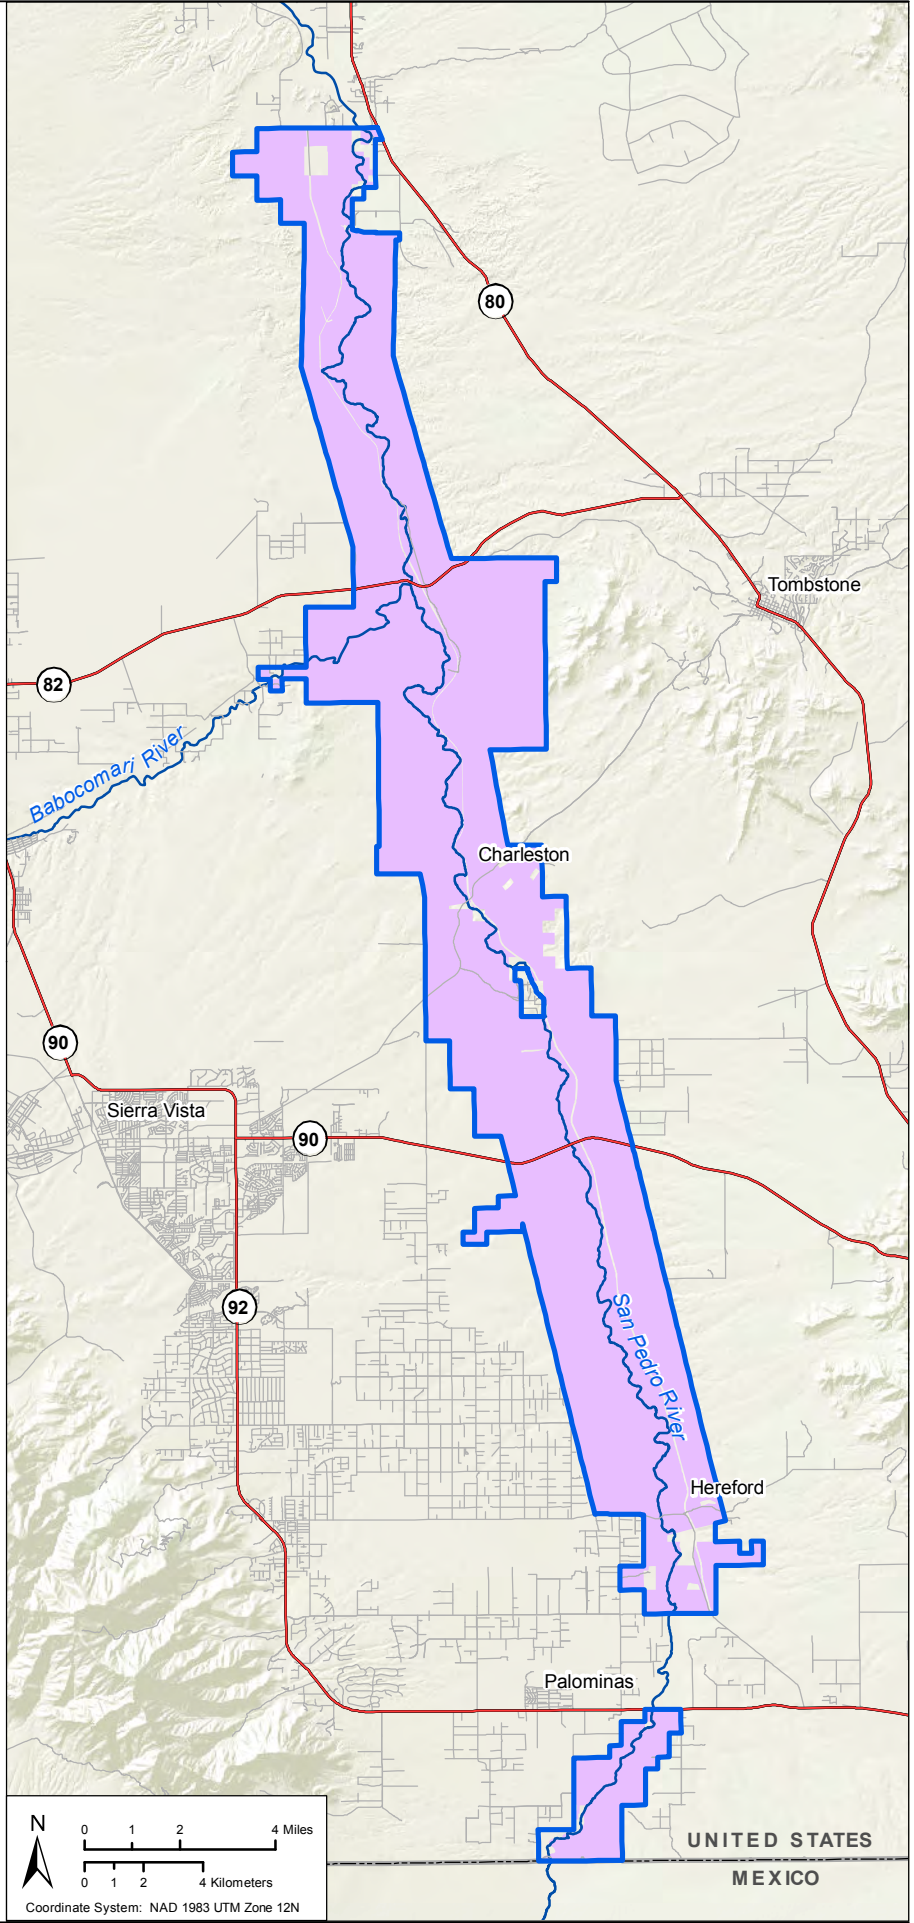 80
Tombstone
82
Babocomari River
Charleston
90
Sierra Vista
90
92
San Pedro River
Hereford
Palominas
N
0 1 2 4 Miles
0 1 2 4 Kilometers
Coordinate System: NAD 1983 UTM Zone 12N
UNITED STATES
MEXICO